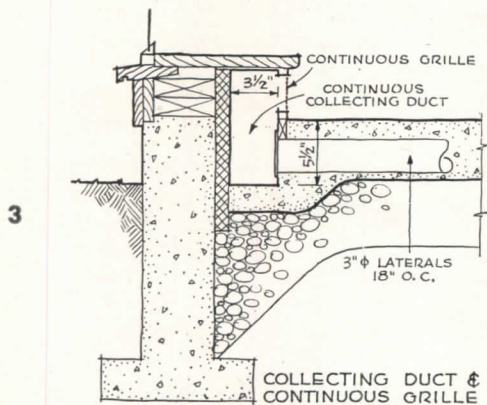 3
CONTINUOUS GRILLE
3½"
CONTINUOUS
COLLECTING DUCT
5½"
3" ϕ LATERALS
18" O.C.
COLLECTING DUCT &
CONTINUOUS GRILLE